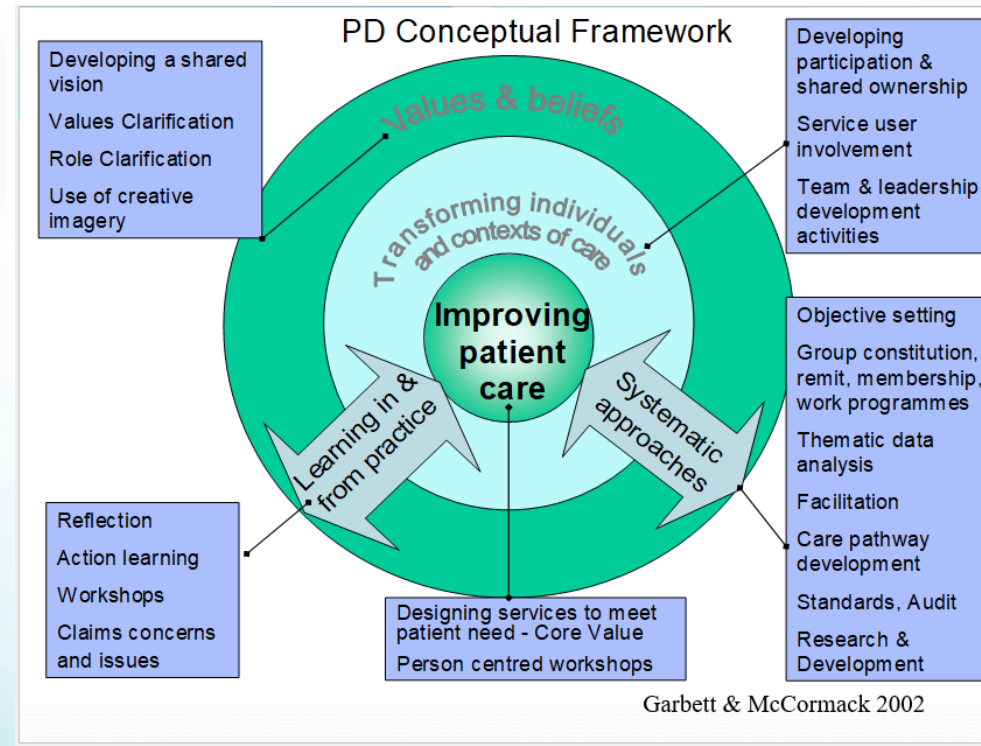 PD Conceptual Framework
Developing a shared
vision
Values Clarification
Role Clarification
Use of creative
imagery
Values & beliefs
Developing
participation &
shared ownership
Service user
involvement
Team & leadership
development
activities
Transforming individuals
and contexts of care
Improving
patient
care
Learning in &
from practice
Systematic
approaches
Objective setting
Group constitution,
remit, membership,
work programmes
Thematic data
analysis
Facilitation
Care pathway
development
Standards, Audit
Research &
Development
Reflection
Action learning
Workshops
Claims concerns
and issues
Designing services to meet
patient need - Core Value
Person centred workshops
Garbett & McCormack 2002